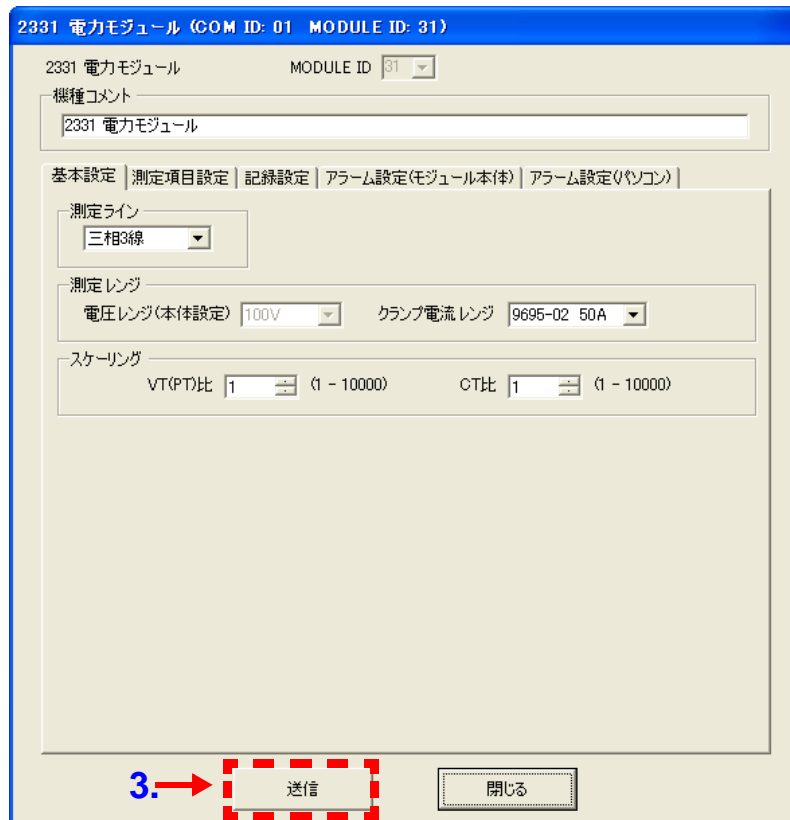 2331 電力モジュール (COM ID: 01 MODULE ID: 31)
2331 電力モジュール MODULE ID 31
機種コメント
2331 電力モジュール
基本設定 測定項目設定 記録設定 アラーム設定(モジュール本体) アラーム設定(パソコン)
測定ライン
三相3線
測定レンジ
電圧レンジ(本体設定) 100V クランプ電流レンジ 9695-02 50A
スケーリング
VT(PT)比 1 (1 - 10000) CT比 1 (1 - 10000)
3. 送信 閉じる